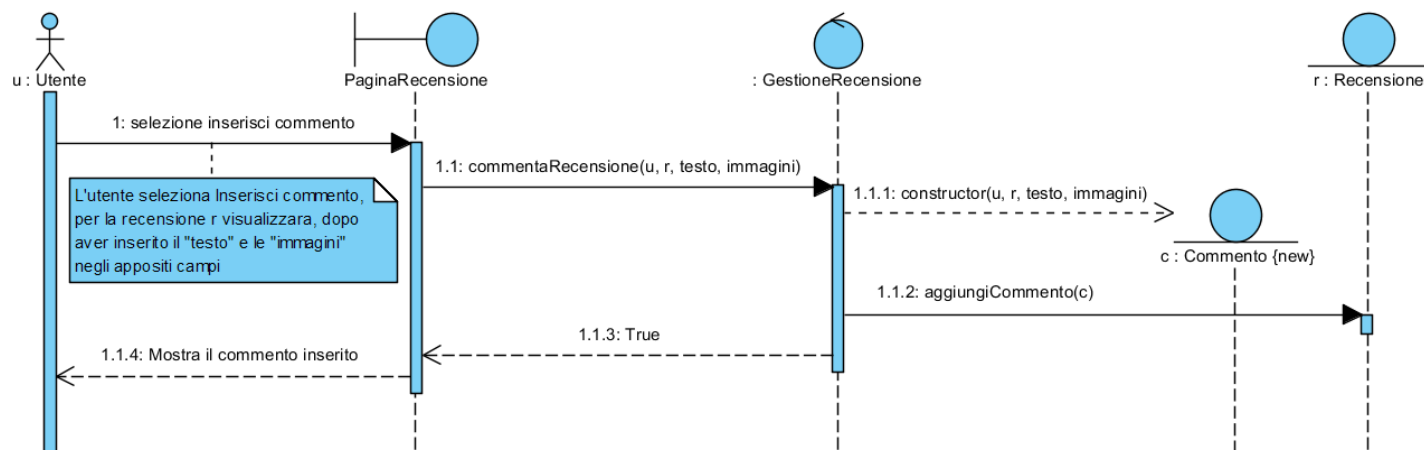 u : Utente
PaginaRecensione
: GestioneRecensione
r : Recensione
1: selezione inserisci commento
1.1: commentaRecensione(u, r, testo, immagini)
1.1.1: constructor(u, r, testo, immagini)
L'utente seleziona Inserisci commento,
per la recensione r visualizzara, dopo
aver inserito il "testo" e le "immagini"
negli appositi campi
c : Commento {new}
1.1.2: aggiungiCommento(c)
1.1.3: True
1.1.4: Mostra il commento inserito